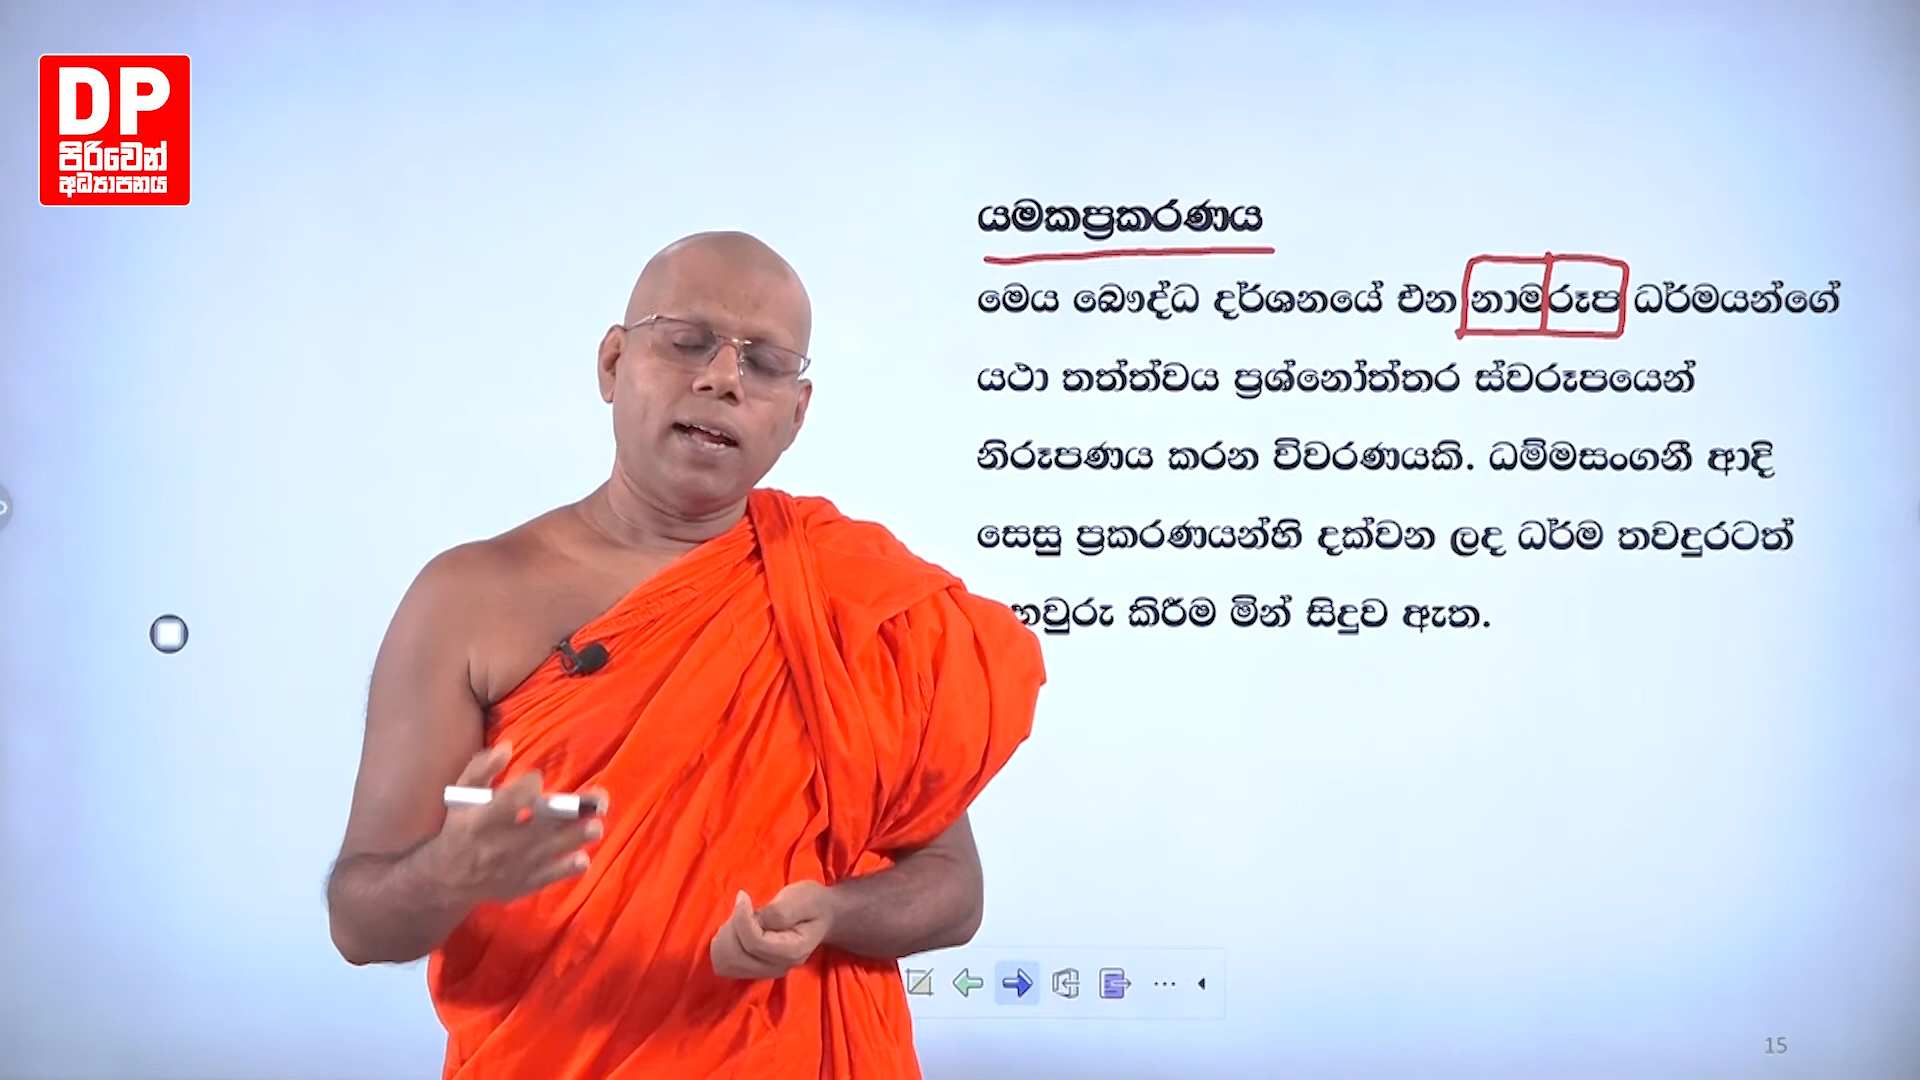 DP
පිරිවෙන්
අධ්‍යාපනය
යමකප්‍රකරණය
මෙය බෞද්ධ දර්ශනයේ එන නාමරූප ධර්මයන්ගේ
යථා තත්ත්වය ප්‍රශ්නෝත්තර ස්වරූපයෙන්
නිරූපණය කරන විවරණයකි. ධම්මසංගනී ආදි
සෙසු ප්‍රකරණයන්හි දක්වන ලද ධර්ම තවදුරටත්
කිරීම මින් සිදුව ඇත.
15